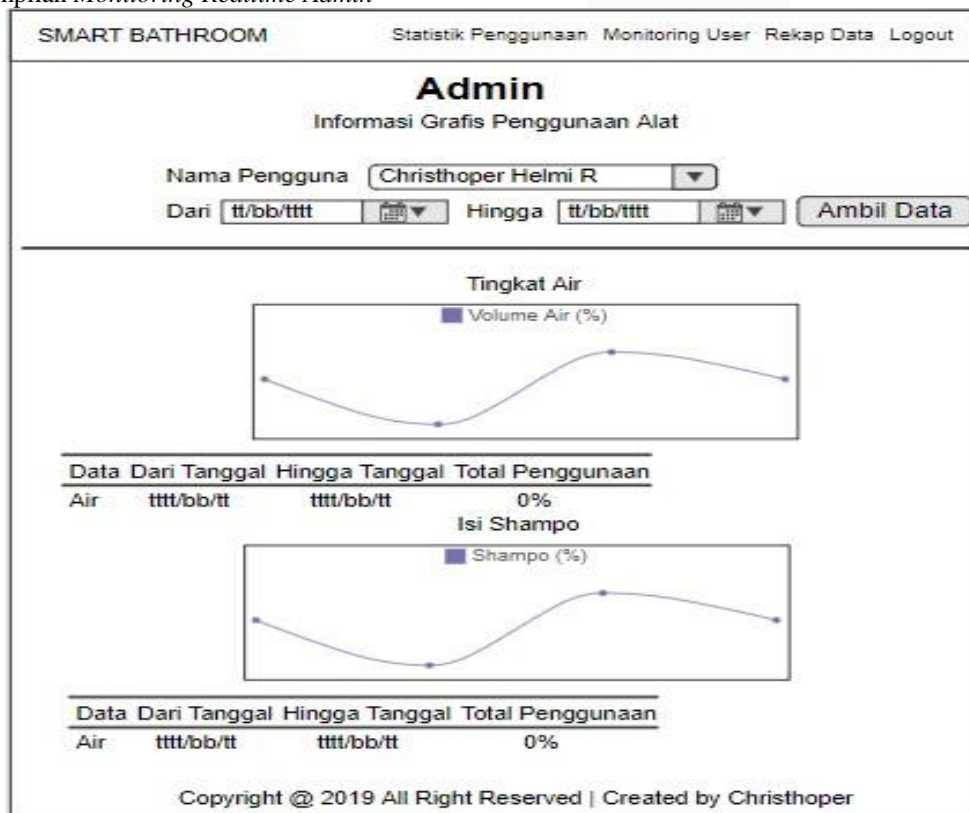 Monitoring Realtime Admin
SMART BATHROOM Statistik Penggunaan Monitoring User Rekap Data Logout
Admin
Informasi Grafis Penggunaan Alat
Nama Pengguna Christhoper Helmi R
Dari tt/bb/tttt Hingga tt/bb/tttt Ambil Data
Tingkat Air
Volume Air (%)
Data Dari Tanggal Hingga Tanggal Total Penggunaan
Air tttt/bb/tt tttt/bb/tt 0%
Isi Shampo
Shampo (%)
Data Dari Tanggal Hingga Tanggal Total Penggunaan
Air tttt/bb/tt tttt/bb/tt 0%
Copyright @ 2019 All Right Reserved | Created by Christhoper